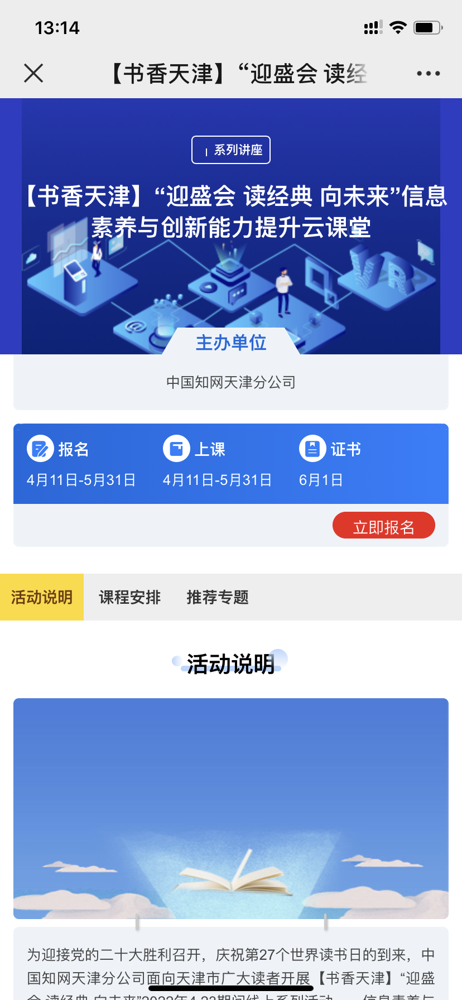 13:14
【书香天津】“迎盛会 读经
系列讲座
【书香天津】“迎盛会 读经典 向未来”信息
素养与创新能力提升云课堂
VR
@
主办单位
中国知网天津分公司
报名
上课
证书
4月11日-5月31日
4月11日-5月31日
6月1日
立即报名
活动说明
课程安排
推荐专题
活动说明
为迎接党的二十大胜利召开，庆祝第27个世界读书日的到来，中
国知网天津分公司面向天津市广大读者开展【书香天津】“迎盛
会 读经典 向未来”2022年4.23期间线上系列活动——信息素养与